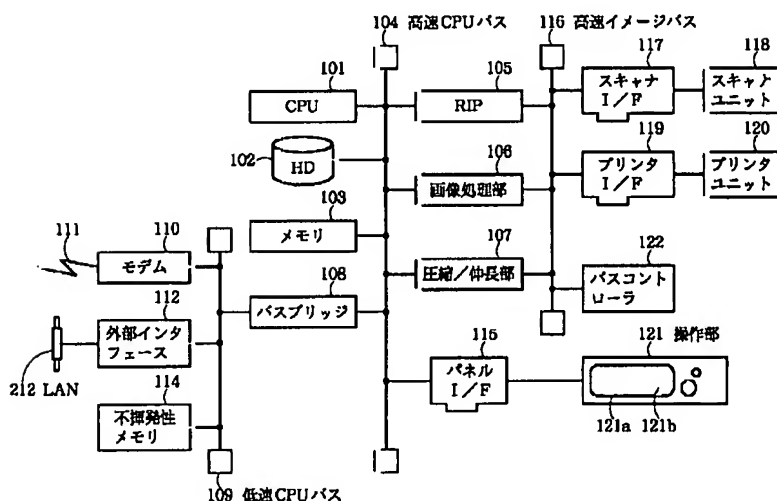 104 高速CPUバス
116 高速イメージバス
101
CPU
105
RIP
117
スキャナ
I/F
118
スキャナ
ユニット
102
HD
106
画像処理部
119
プリンタ
I/F
120
プリンタ
ユニット
103
メモリ
107
圧縮/伸長部
122
バスコント
ローラ
111
110
モデム
108
バスブリッジ
112
外部インタ
フェース
212 LAN
115
パネル
I/F
121 操作部
121a
121b
114
不揮発性
メモリ
109 低速CPUバス